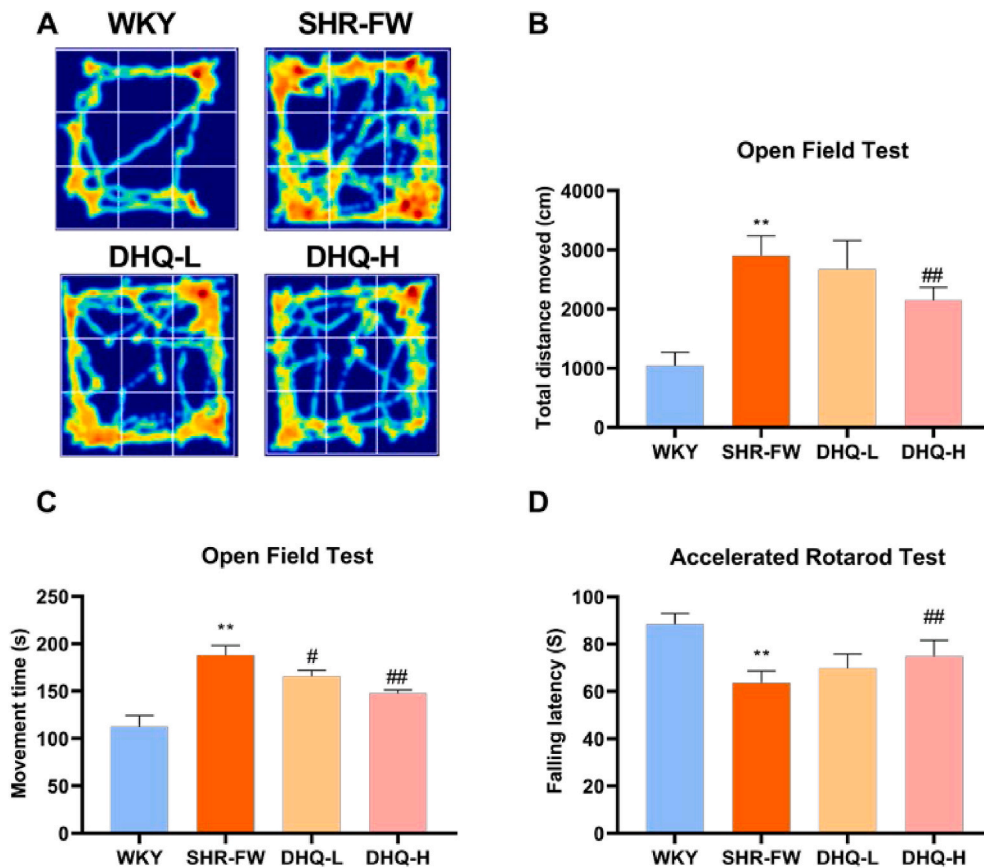 A
WKY
SHR-FW
DHQ-L
DHQ-H
B
Open Field Test
Total distance moved (cm)
4000
3000
2000
1000
0
**
##
WKY
SHR-FW
DHQ-L
DHQ-H
C
Open Field Test
Movement time (s)
250
200
150
100
50
0
**
#
##
WKY
SHR-FW
DHQ-L
DHQ-H
D
Accelerated Rotarod Test
Falling latency (S)
100
80
60
40
20
0
**
##
WKY
SHR-FW
DHQ-L
DHQ-H